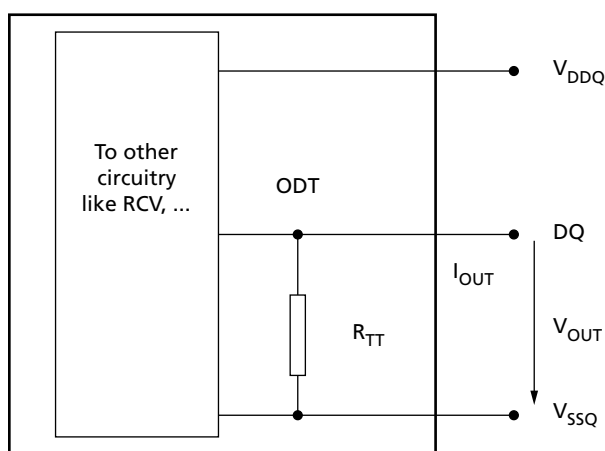 V_DDQ
To other
circuitry
like RCV, ...
ODT
DQ
I_OUT
V_OUT
R_TT
V_SSQ